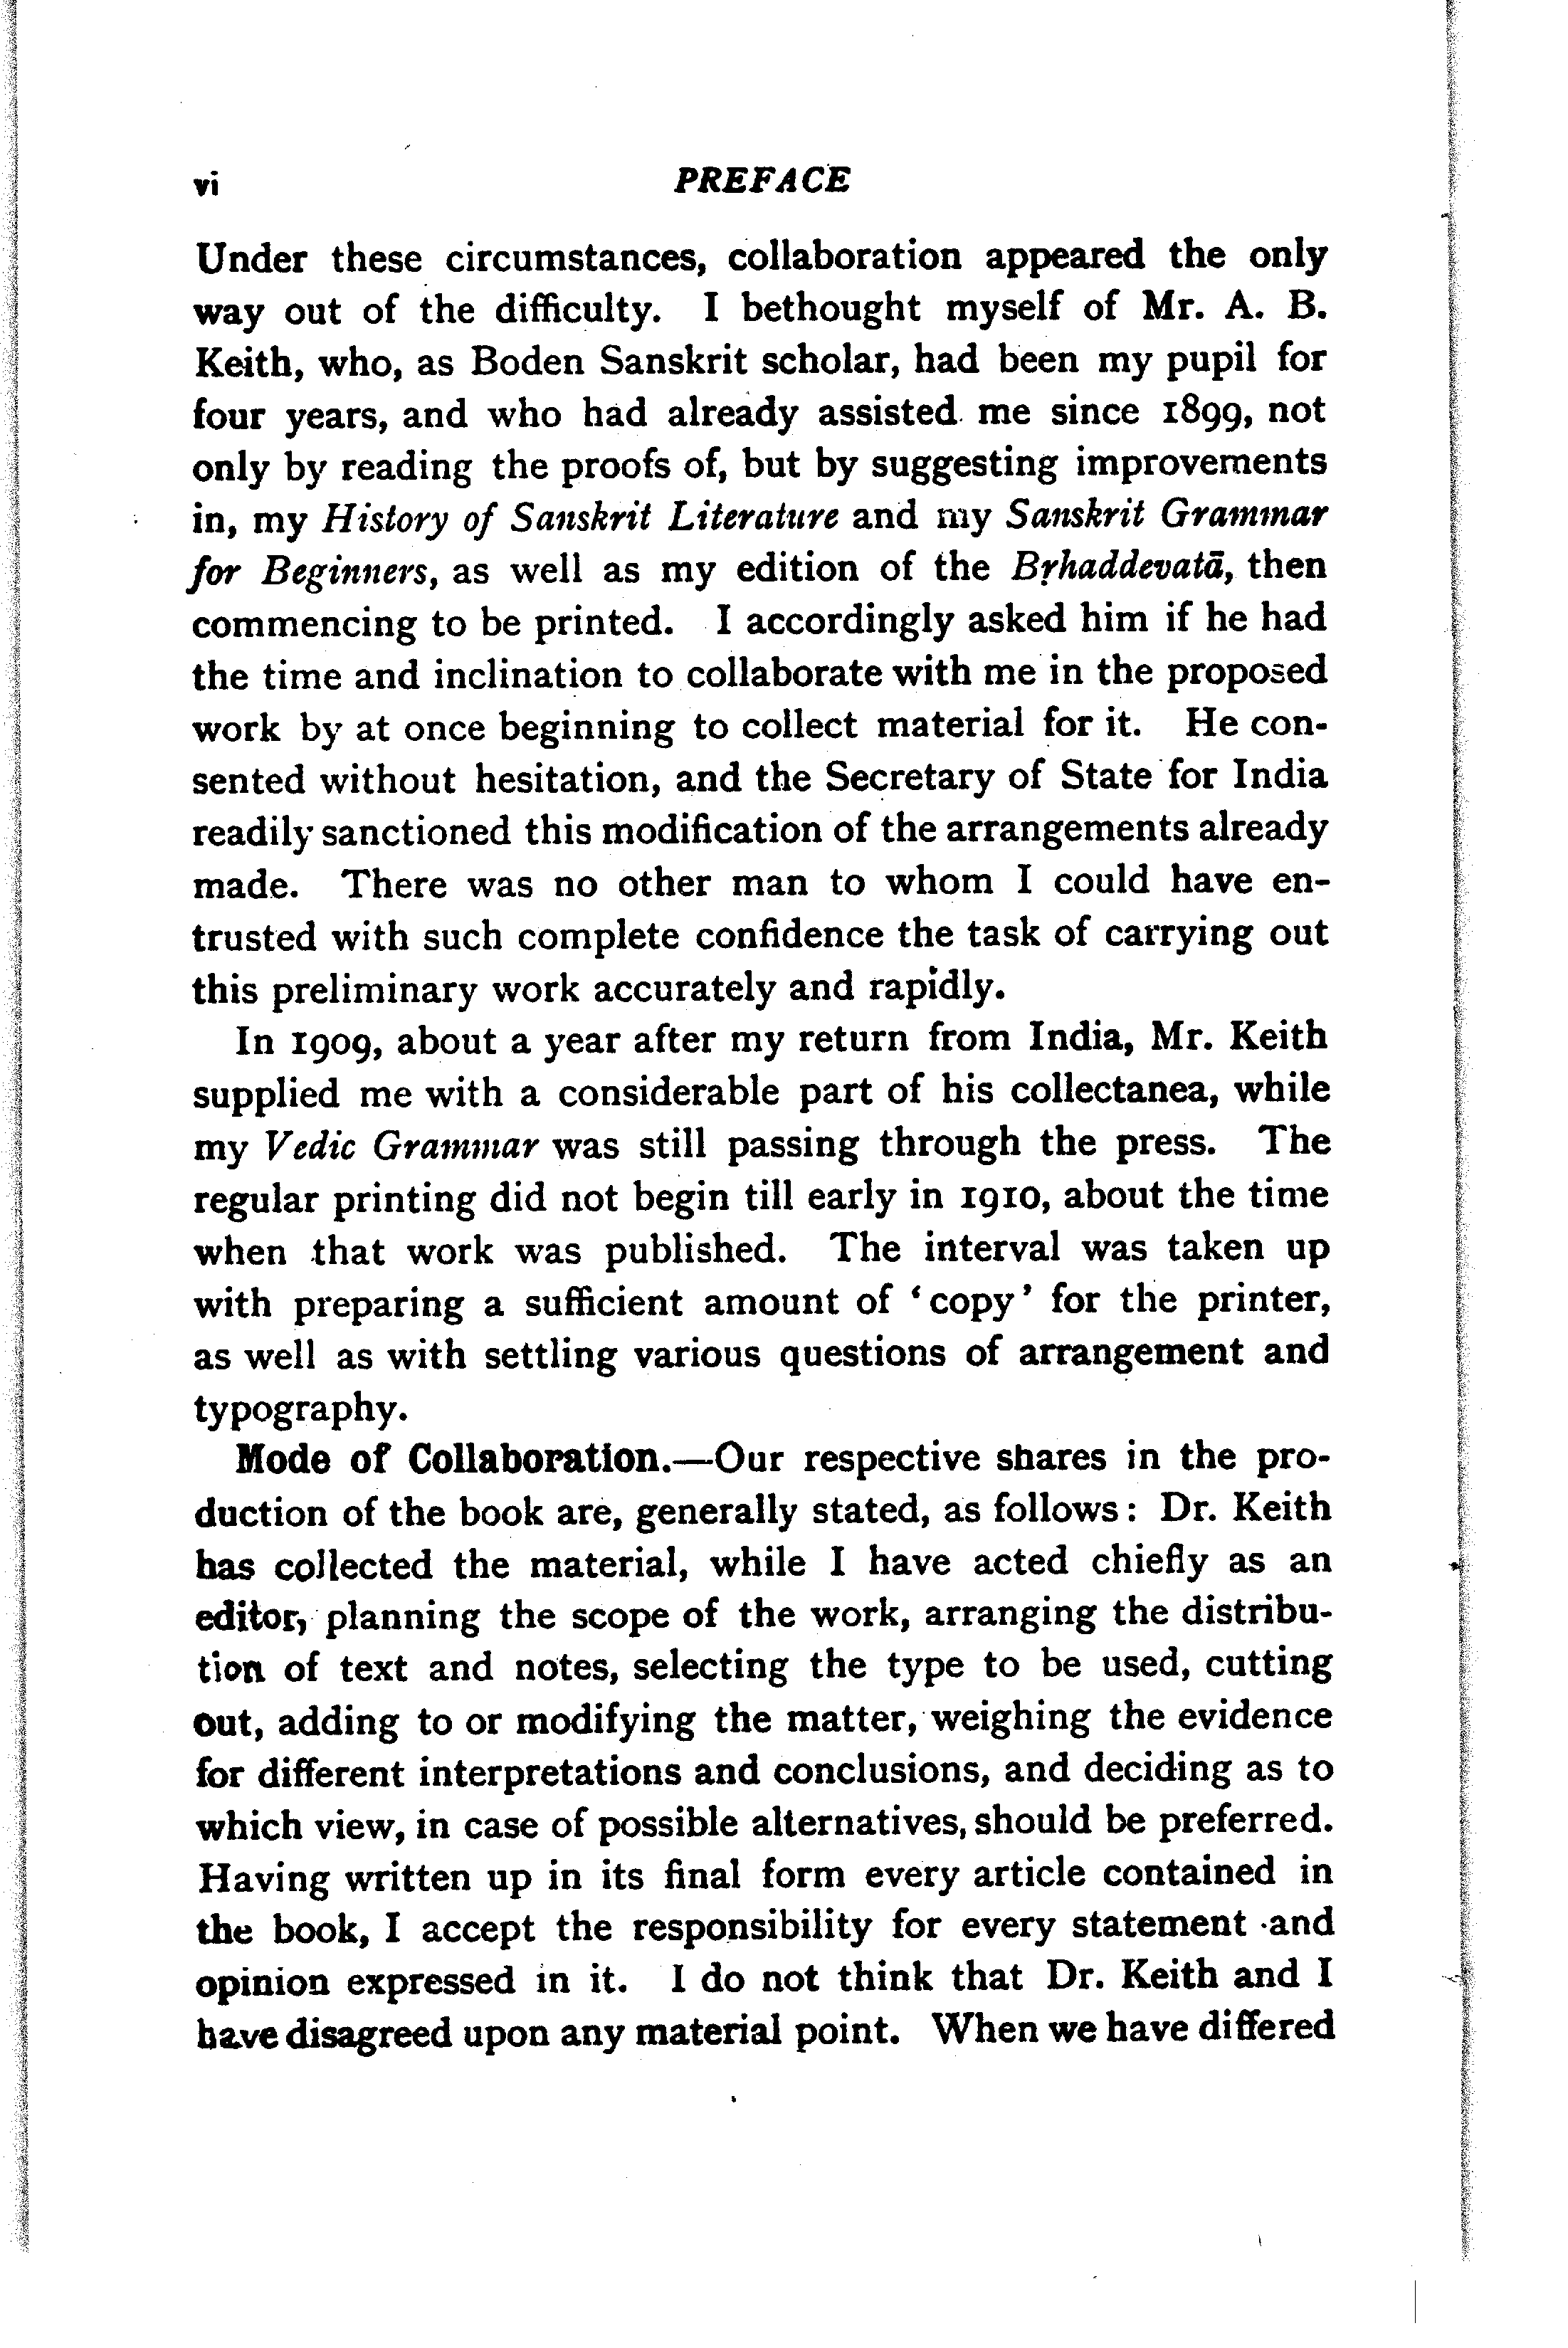 vi PREFACE
Under these circumstances, collaboration appeared the only
way out of the difficulty. I bethought myself of Mr. A. B.
Keith, who, as Boden Sanskrit scholar, had been my pupil for
four years, and who had already assisted me since 1899, not
only by reading the proofs of, but by suggesting improvements
in, my History of Sanskrit Literature and my Sanskrit Grammar
for Beginners, as well as my edition of the Bṛhaddevatā, then
commencing to be printed. I accordingly asked him if he had
the time and inclination to collaborate with me in the proposed
work by at once beginning to collect material for it. He con-
sented without hesitation, and the Secretary of State for India
readily sanctioned this modification of the arrangements already
made. There was no other man to whom I could have en-
trusted with such complete confidence the task of carrying out
this preliminary work accurately and rapidly.
In 1909, about a year after my return from India, Mr. Keith
supplied me with a considerable part of his collectanea, while
my Vedic Grammar was still passing through the press. The
regular printing did not begin till early in 1910, about the time
when that work was published. The interval was taken up
with preparing a sufficient amount of ‘copy’ for the printer,
as well as with settling various questions of arrangement and
typography.
Mode of Collaboration.—Our respective shares in the pro-
duction of the book are, generally stated, as follows: Dr. Keith
has collected the material, while I have acted chiefly as an
editor, planning the scope of the work, arranging the distribu-
tion of text and notes, selecting the type to be used, cutting
out, adding to or modifying the matter, weighing the evidence
for different interpretations and conclusions, and deciding as to
which view, in case of possible alternatives, should be preferred.
Having written up in its final form every article contained in
the book, I accept the responsibility for every statement and
opinion expressed in it. I do not think that Dr. Keith and I
have disagreed upon any material point. When we have differed